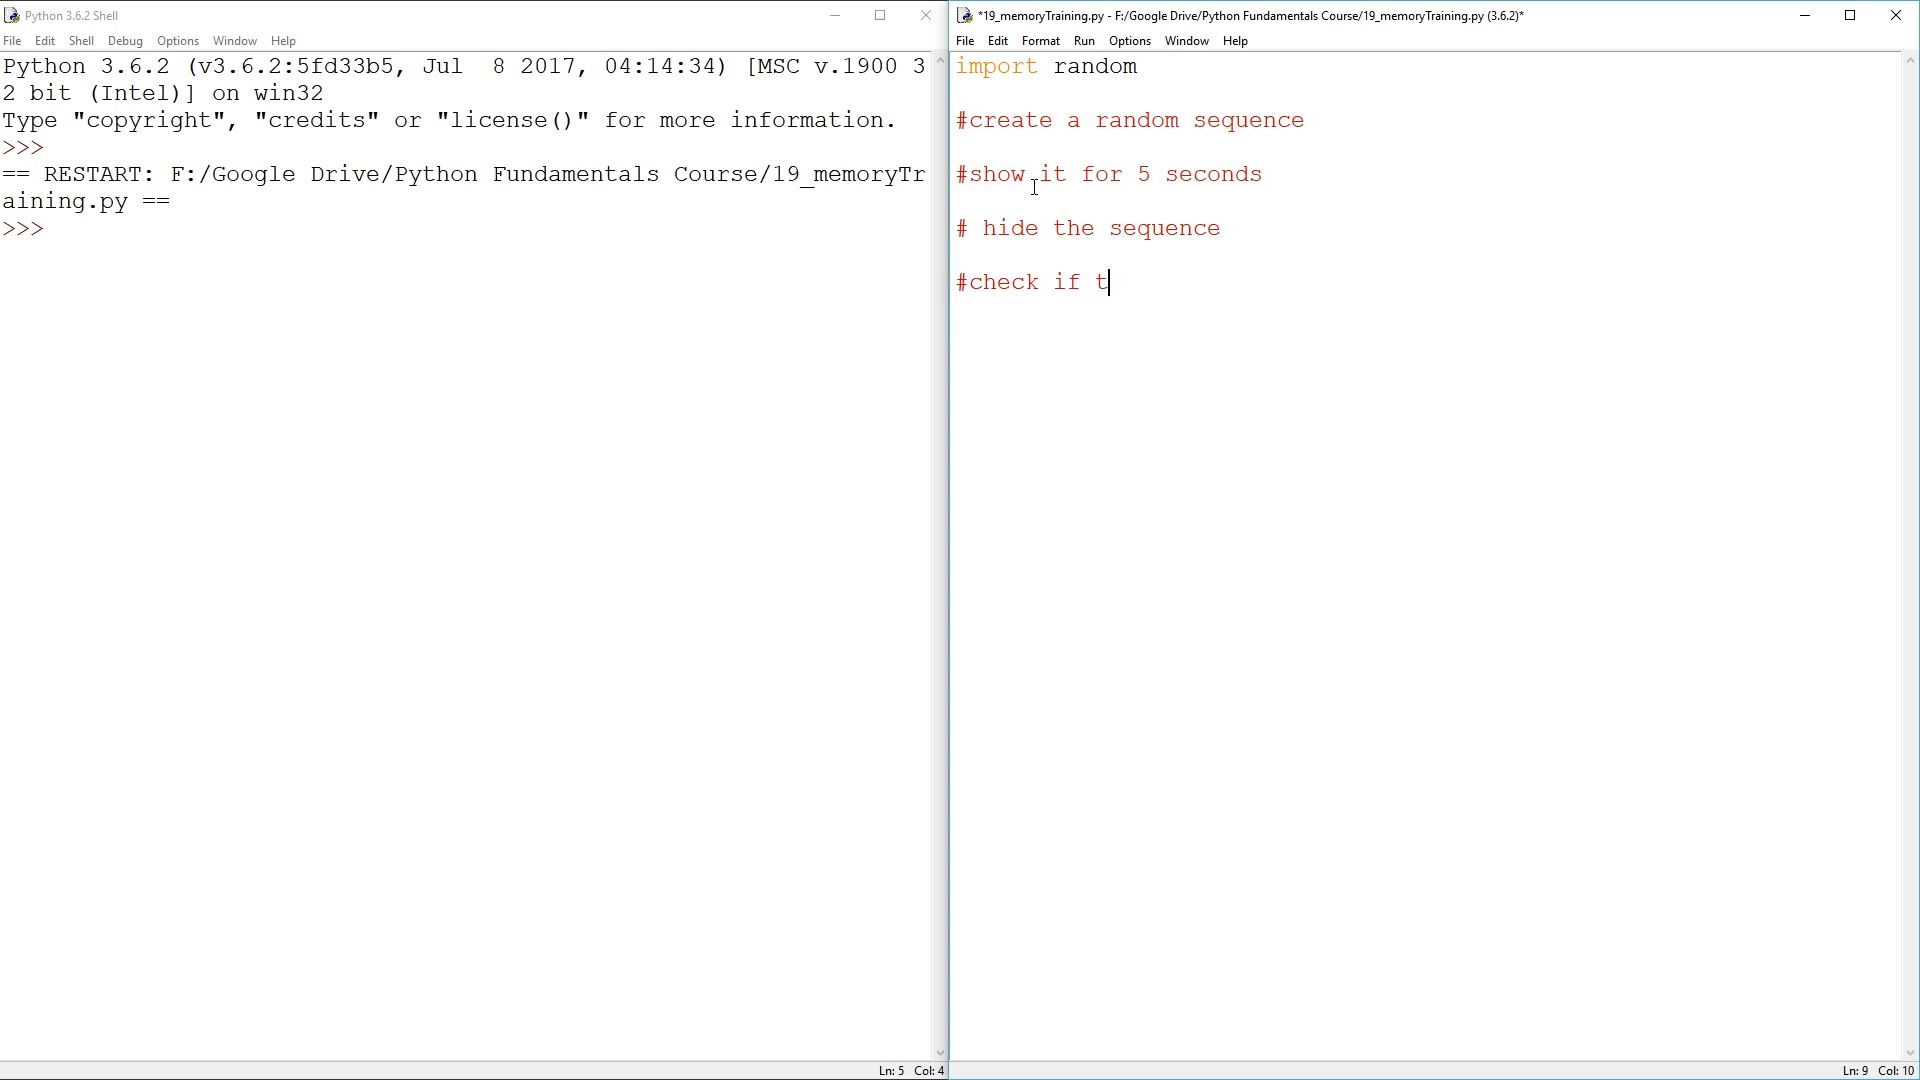 Python 3.6.2 Shell
File Edit Shell Debug Options Window Help
Python 3.6.2 (v3.6.2:5fd33b5, Jul  8 2017, 04:14:34) [MSC v.1900 3
2 bit (Intel)] on win32
Type "copyright", "credits" or "license()" for more information.
>>>
== RESTART: F:/Google Drive/Python Fundamentals Course/19_memoryTr
aining.py ==
>>>
Ln: 5 Col: 4
*19_memoryTraining.py - F:/Google Drive/Python Fundamentals Course/19_memoryTraining.py (3.6.2)*
File Edit Format Run Options Window Help
import random
#create a random sequence
#show it for 5 seconds
# hide the sequence
#check if t
Ln: 9 Col: 10